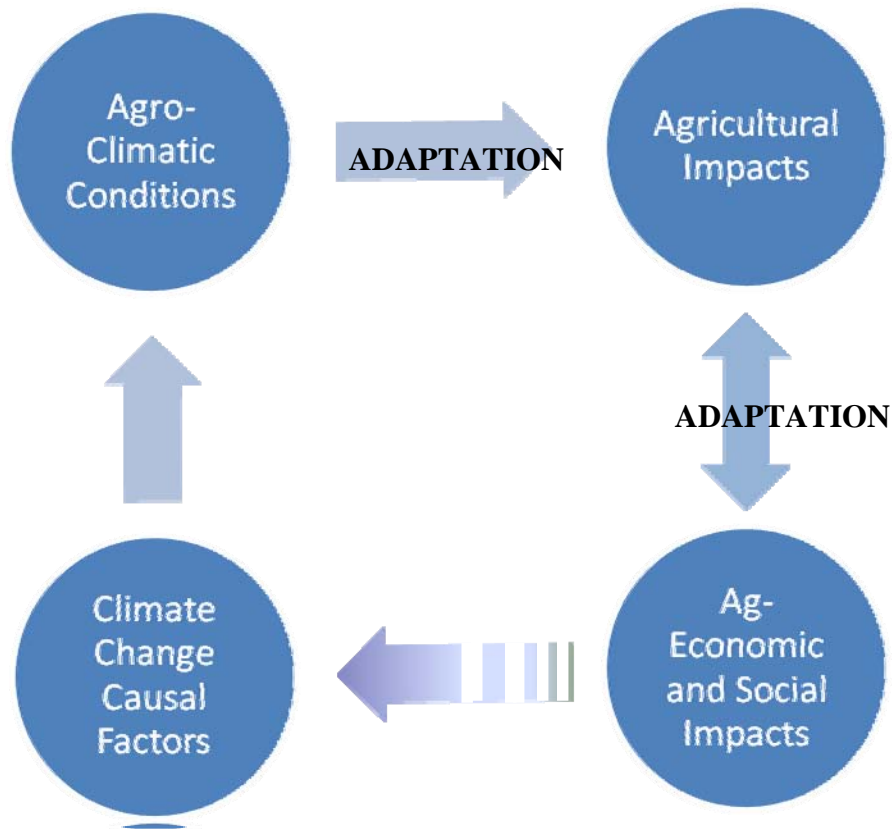 Agro-
Climatic
Conditions
ADAPTATION
Agricultural
Impacts
ADAPTATION
Climate
Change
Causal
Factors
Ag-
Economic
and Social
Impacts